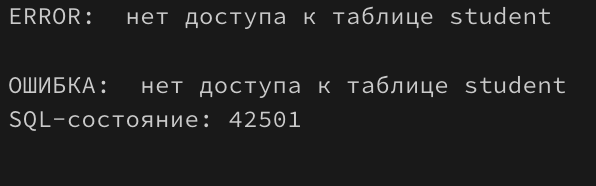 ERROR:  нет доступа к таблице student
ОШИБКА:  нет доступа к таблице student
SQL-состояние: 42501